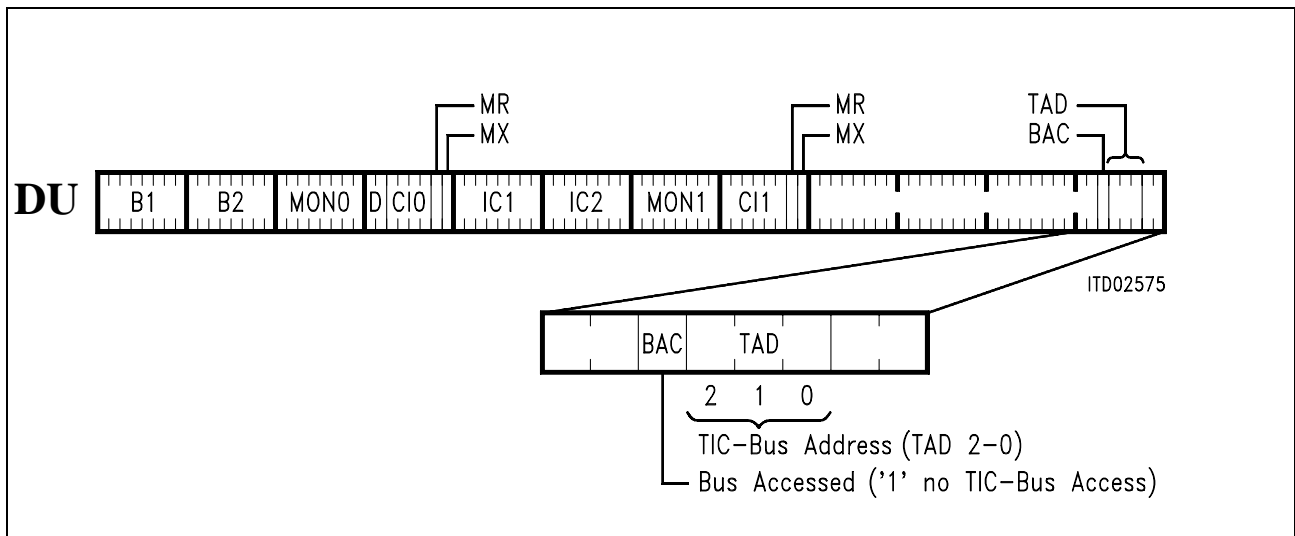 MR MR TAD
MX MX BAC
DU B1 B2 MON0 D CI0 IC1 IC2 MON1 CI1
ITD02575
BAC TAD
2 1 0
TIC-Bus Address (TAD 2-0)
Bus Accessed ('1' no TIC-Bus Access)